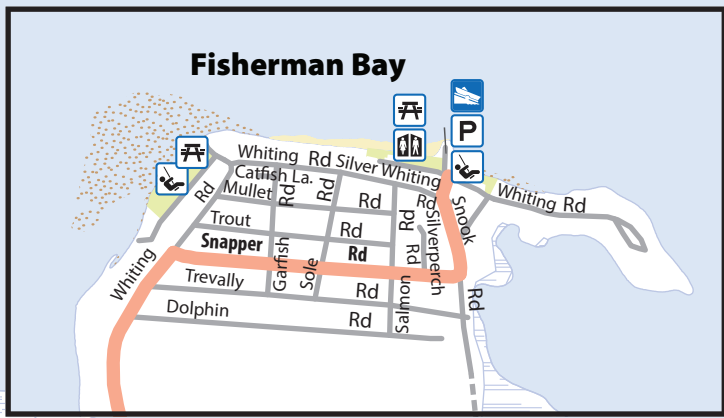 Fisherman Bay
P
Whiting Rd
Silver Whiting
Rd
Whiting Rd
Catfish La.
Mullet
Rd
Rd
Rd
Rd
Trout
Rd
Snapper
Rd
Garfish
Sole
Trevally
Rd
Dolphin
Rd
Salmon
Rd
Rd
Silverperch
Snook
Rd
Whiting